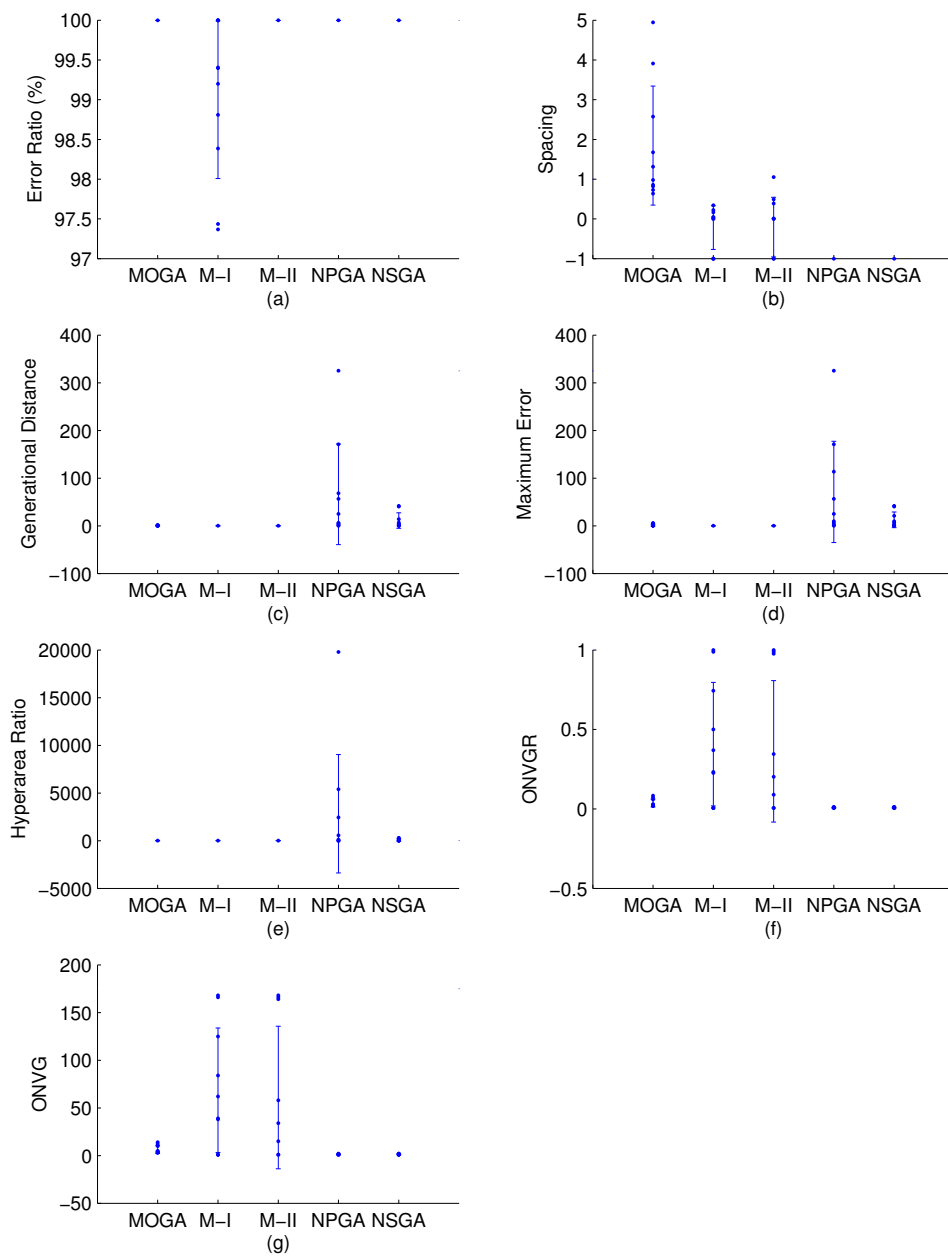 100
99.5
99
98.5
98
97.5
97
Error Ratio (%)
MOGA M−I M−II NPGA NSGA
(a)
5
4
3
2
1
0
−1
Spacing
MOGA M−I M−II NPGA NSGA
(b)
400
300
200
100
0
−100
Generational Distance
MOGA M−I M−II NPGA NSGA
(c)
400
300
200
100
0
−100
Maximum Error
MOGA M−I M−II NPGA NSGA
(d)
20000
15000
10000
5000
0
−5000
Hyperarea Ratio
MOGA M−I M−II NPGA NSGA
(e)
1
0.5
0
−0.5
ONVGR
MOGA M−I M−II NPGA NSGA
(f)
200
150
100
50
0
−50
ONVG
MOGA M−I M−II NPGA NSGA
(g)